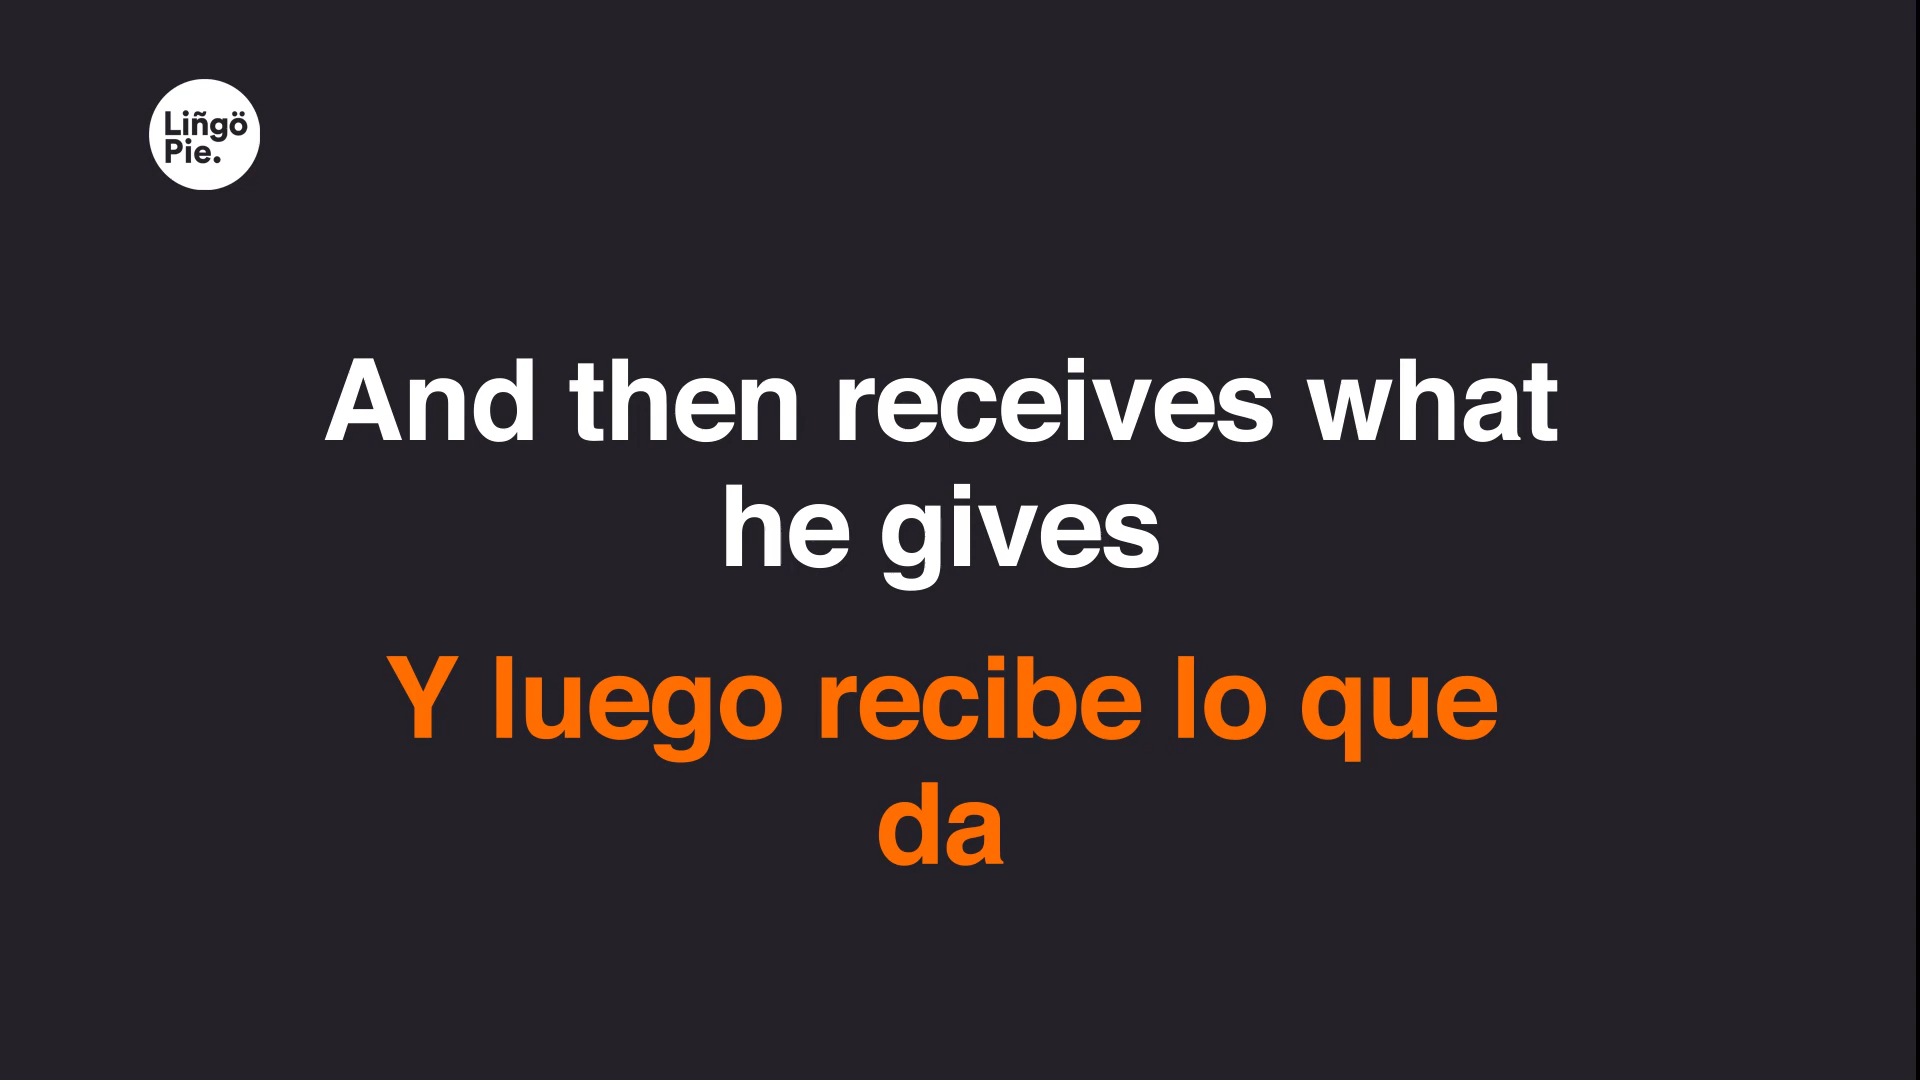 Liñgö
Pie.
And then receives what
he gives
Y luego recibe lo que
da